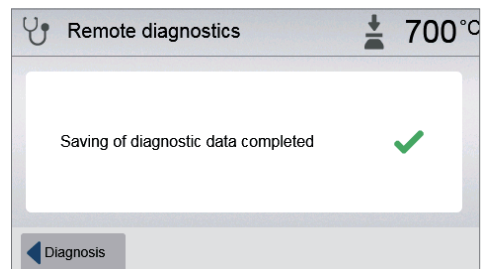 Remote diagnostics 700°C
Saving of diagnostic data completed
Diagnosis